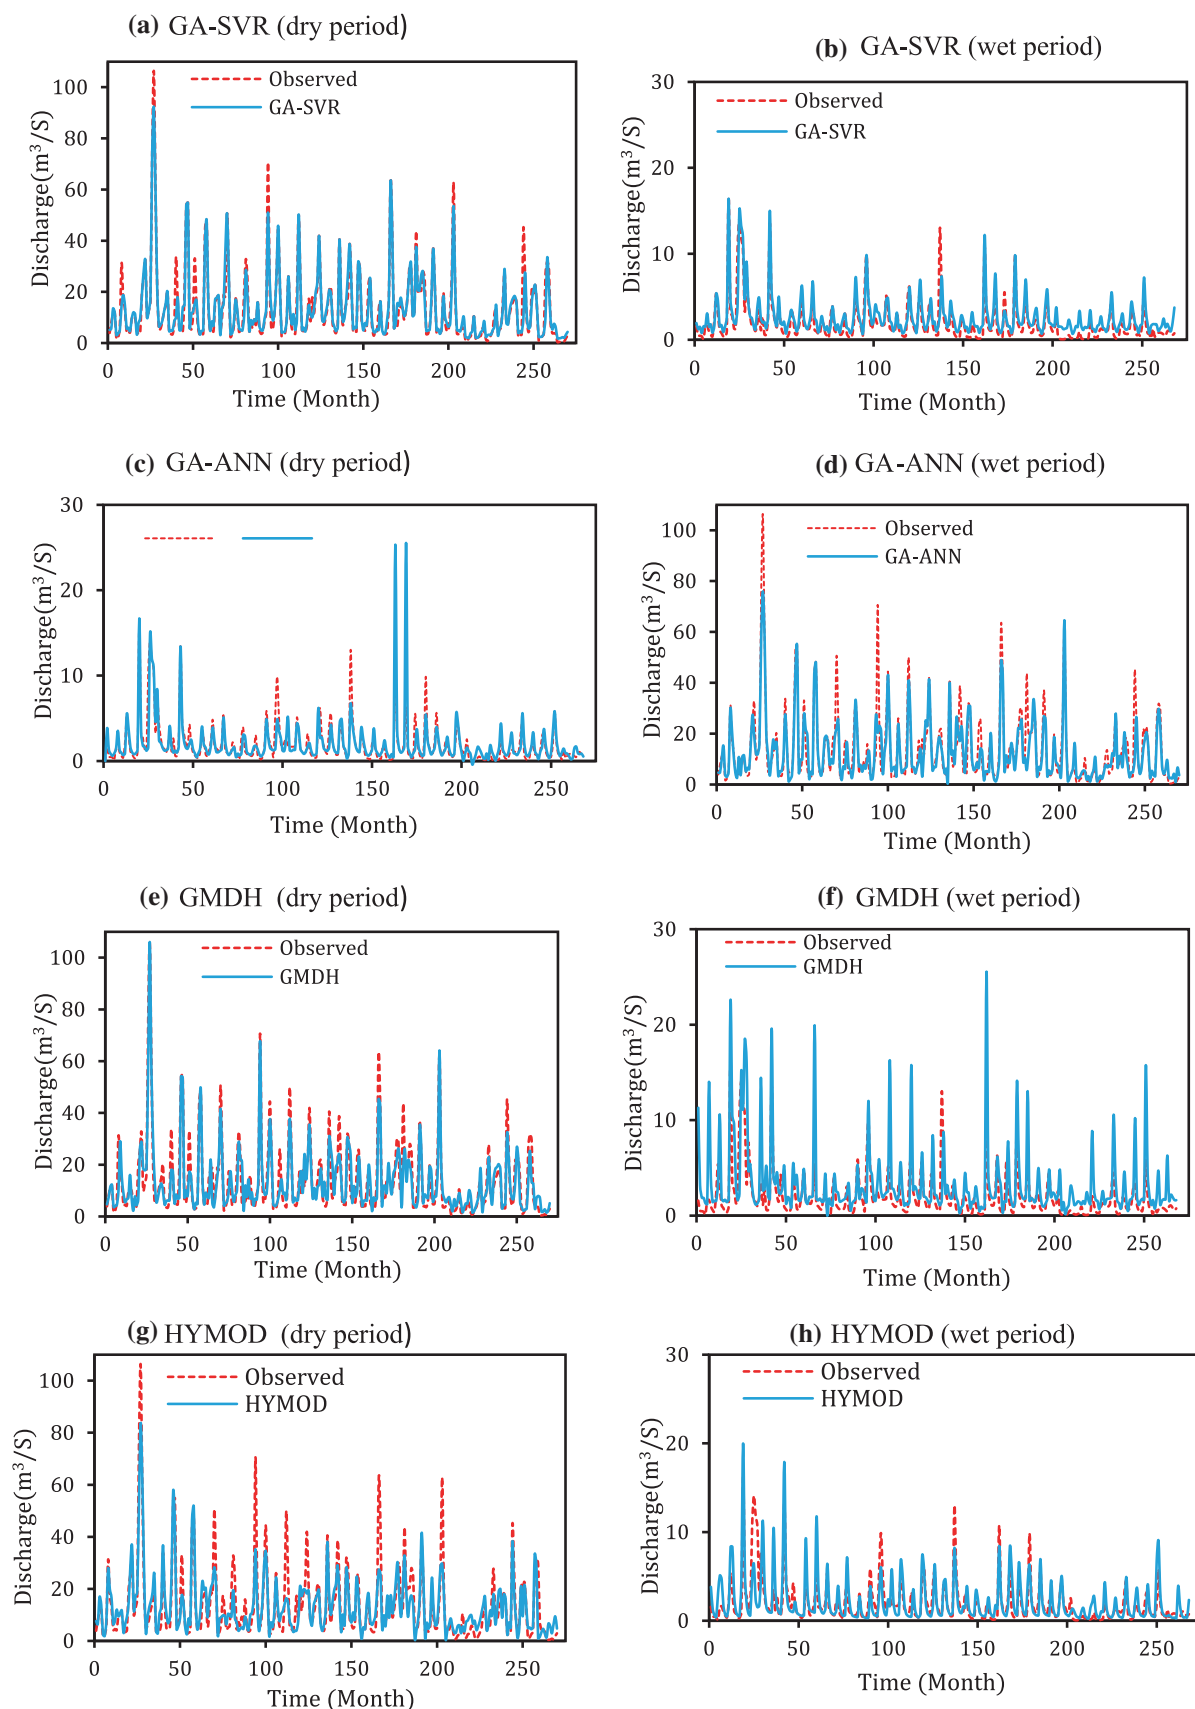 (a) GA-SVR (dry period)
Discharge(m³/S)
100
80
60
40
20
0
Observed
GA-SVR
0 50 100 150 200 250
Time (Month)
(b) GA-SVR (wet period)
Discharge(m³/S)
30
20
10
0
Observed
GA-SVR
0 50 100 150 200 250
Time (Month)
(c) GA-ANN (dry period)
Discharge(m³/S)
30
20
10
0
0 50 100 150 200 250
Time (Month)
(d) GA-ANN (wet period)
Discharge(m³/S)
100
80
60
40
20
0
Observed
GA-ANN
0 50 100 150 200 250
Time (Month)
(e) GMDH (dry period)
Discharge(m³/S)
100
80
60
40
20
0
Observed
GMDH
0 50 100 150 200 250
Time (Month)
(f) GMDH (wet period)
Discharge(m³/S)
30
20
10
0
Observed
GMDH
0 50 100 150 200 250
Time (Month)
(g) HYMOD (dry period)
Discharge(m³/S)
100
80
60
40
20
0
Observed
HYMOD
0 50 100 150 200 250
Time (Month)
(h) HYMOD (wet period)
Discharge(m³/S)
30
20
10
0
Observed
HYMOD
0 50 100 150 200 250
Time (Month)